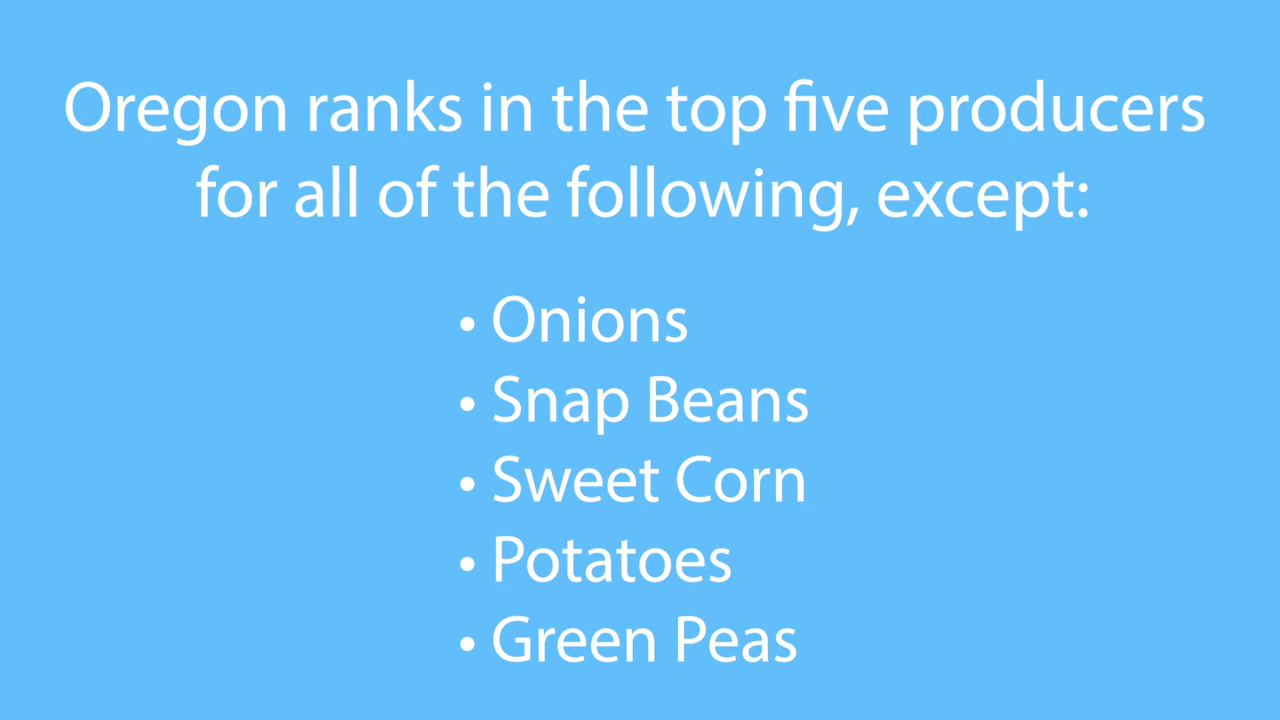 Oregon ranks in the top five producers
for all of the following, except:
• Onions
• Snap Beans
• Sweet Corn
• Potatoes
• Green Peas